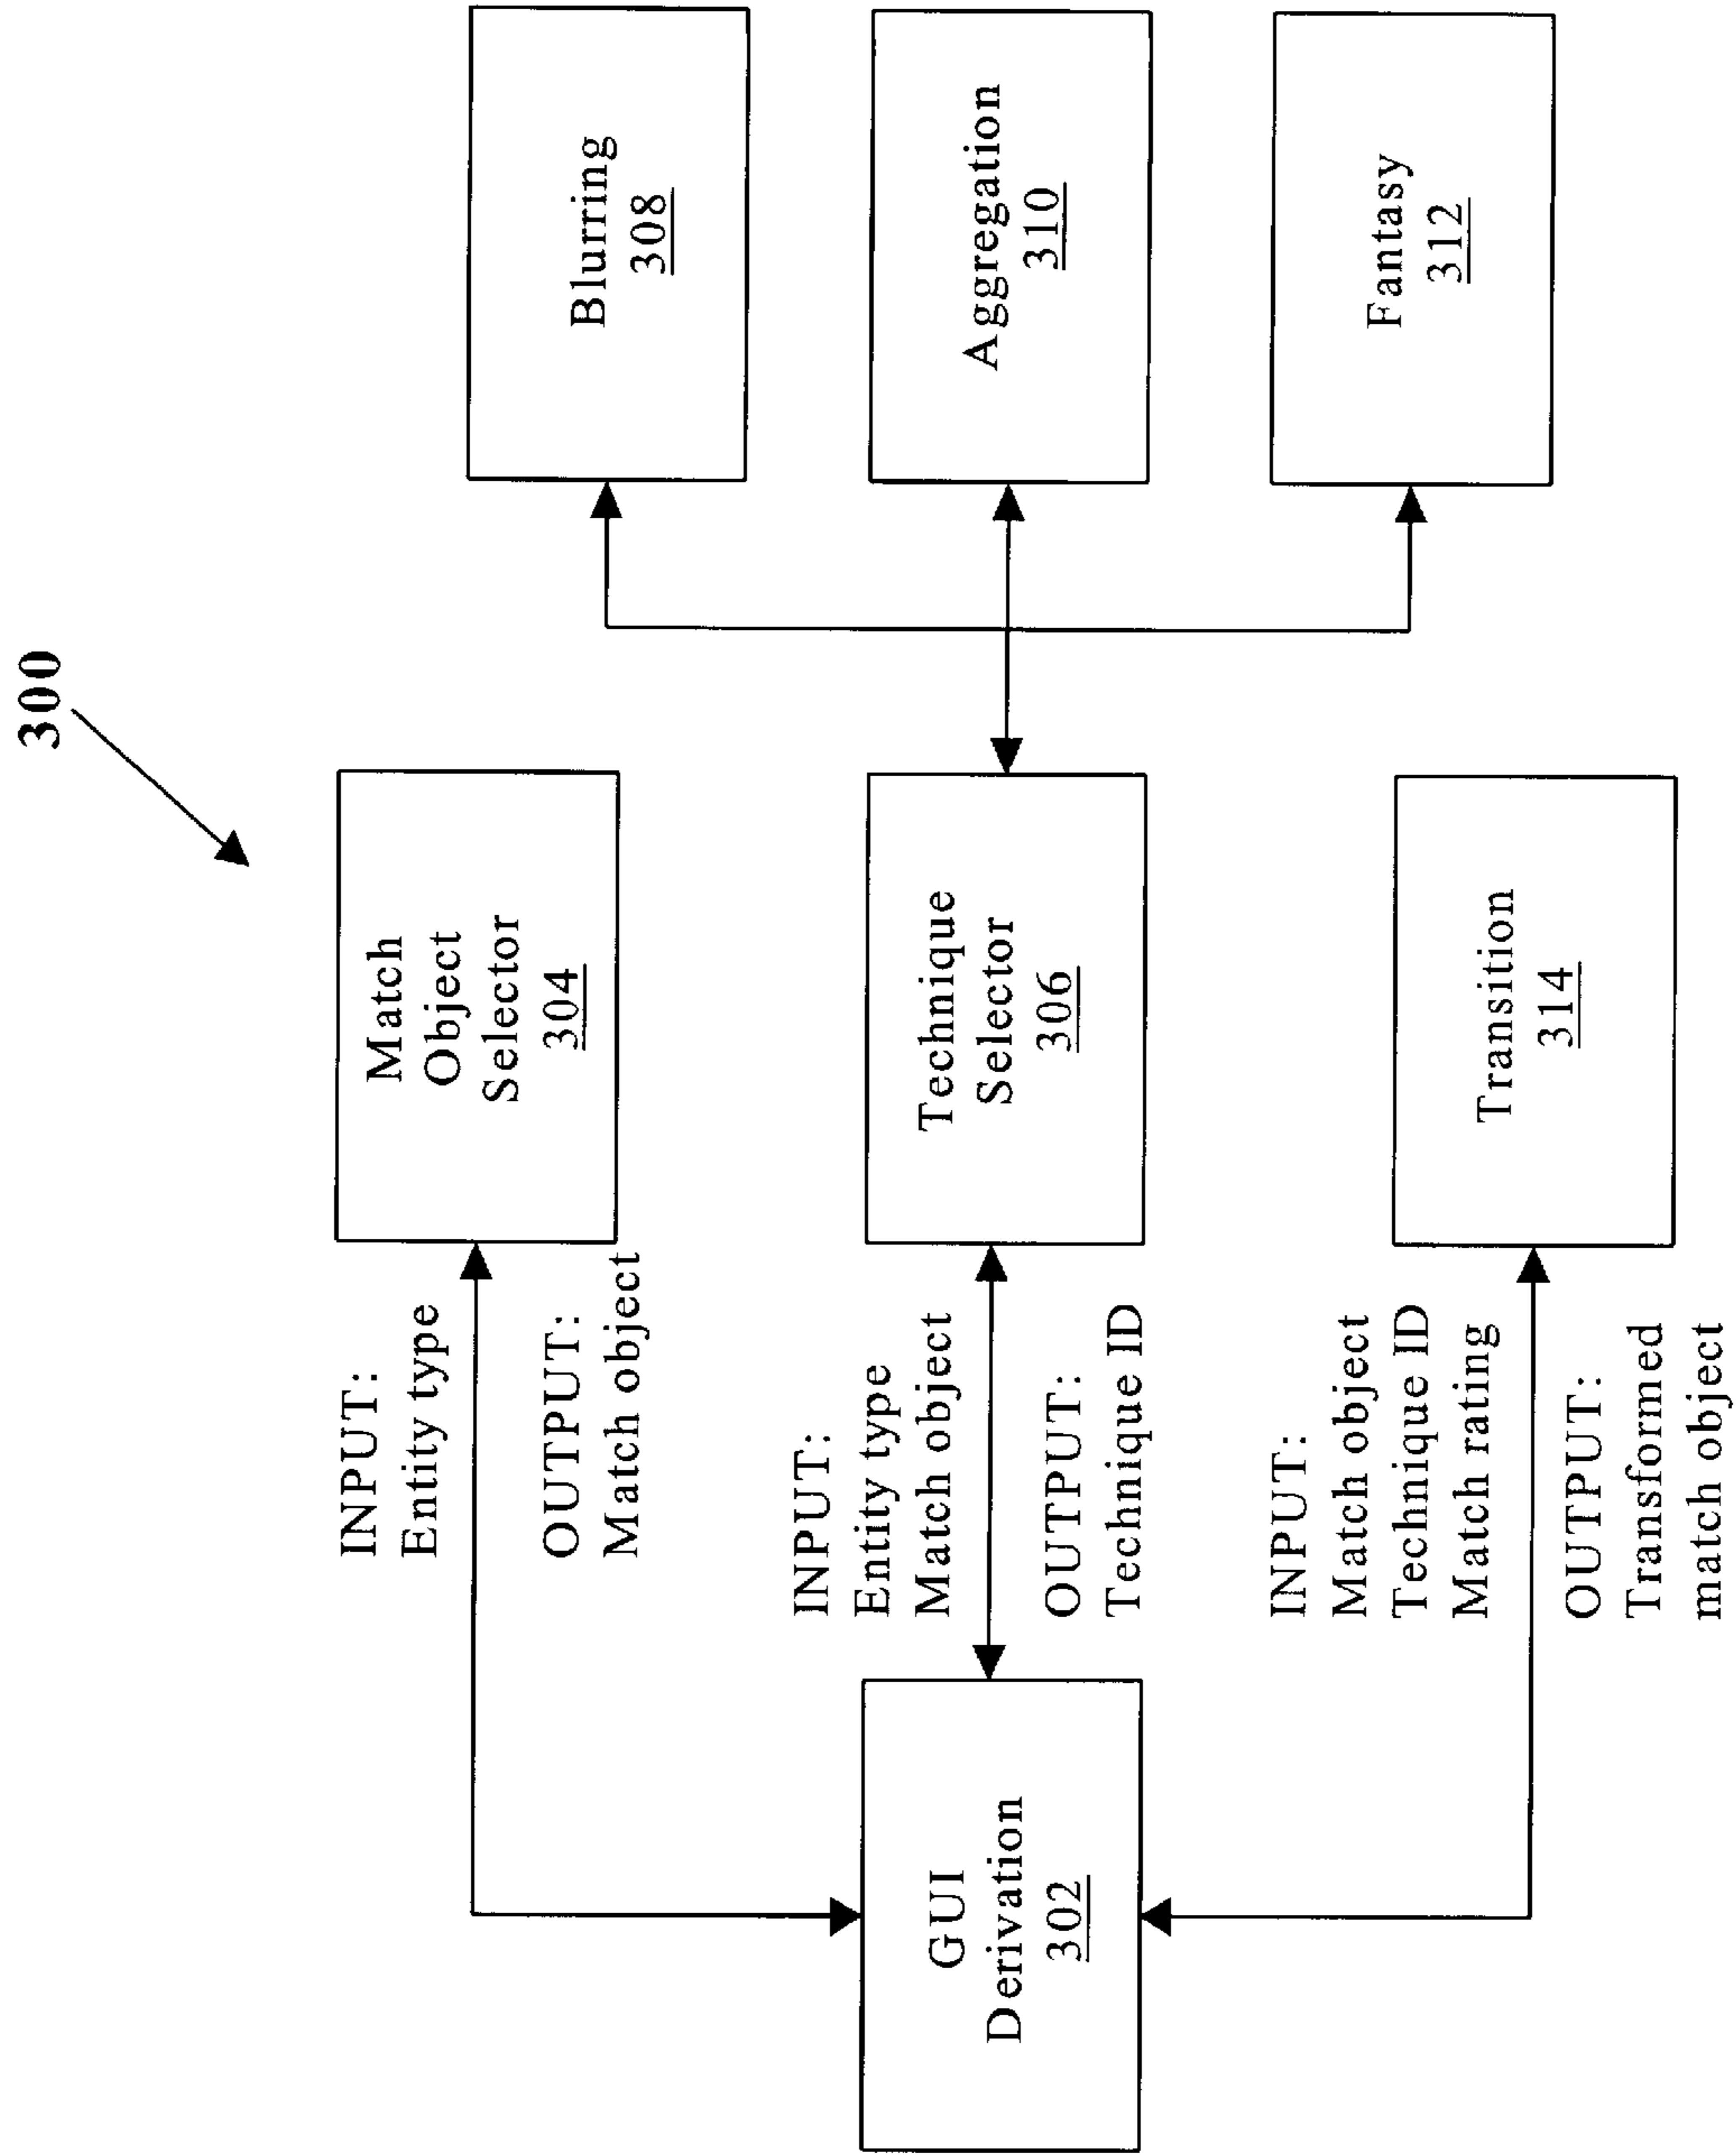 300
Match
Object
Selector
304
INPUT:
Entity type
OUTPUT:
Match object
Blurring
308
GUI
Derivation
302
INPUT:
Entity type
Match object
OUTPUT:
Technique ID
Technique
Selector
306
Aggregation
310
INPUT:
Match object
Technique ID
Match rating
OUTPUT:
Transformed
match object
Transition
314
Fantasy
312